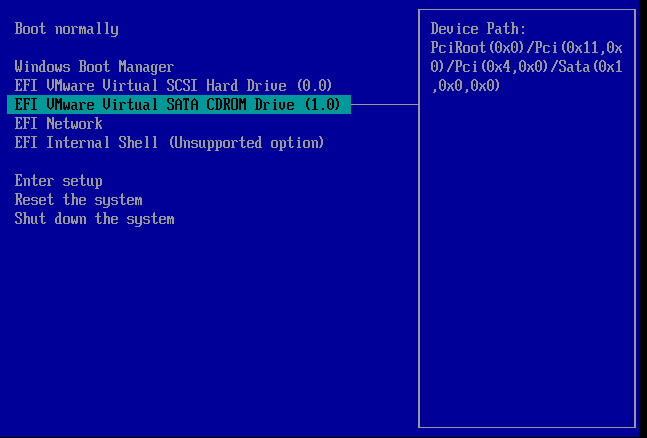 Boot normally
Windows Boot Manager
EFI VMware Virtual SCSI Hard Drive (0.0)
EFI VMware Virtual SATA CDROM Drive (1.0)
EFI Network
EFI Internal Shell (Unsupported option)
Enter setup
Reset the system
Shut down the system
Device Path:
PciRoot(0x0)/Pci(0x11,0x
0)/Pci(0x4,0x0)/Sata(0x1
,0x0,0x0)